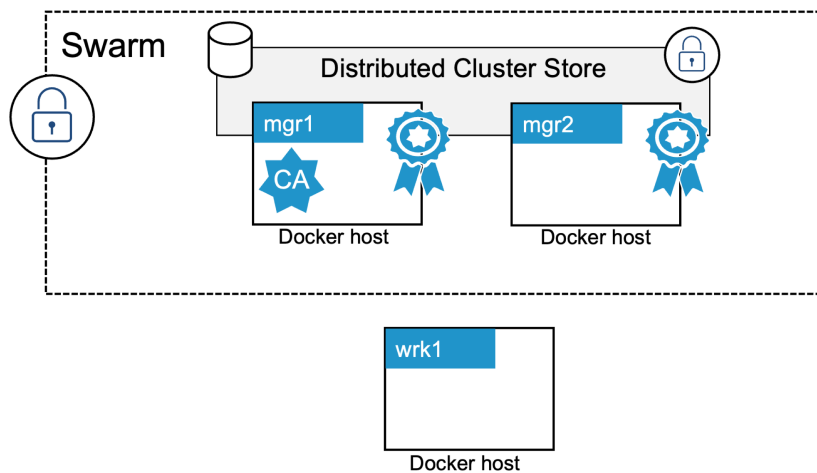 Swarm
Distributed Cluster Store
mgr1
mgr2
CA
Docker host
Docker host
wrk1
Docker host